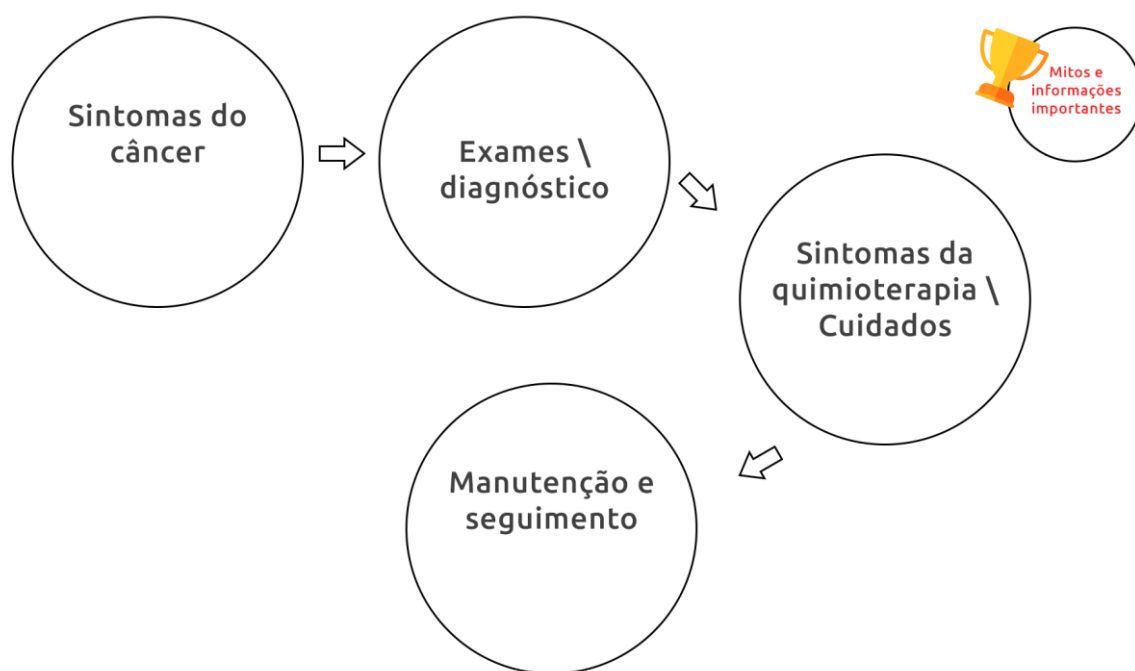 Sintomas do
câncer
Exames \
diagnóstico
Mitos e
informações
importantes
Sintomas da
quimioterapia \
Cuidados
Manutenção e
seguimento